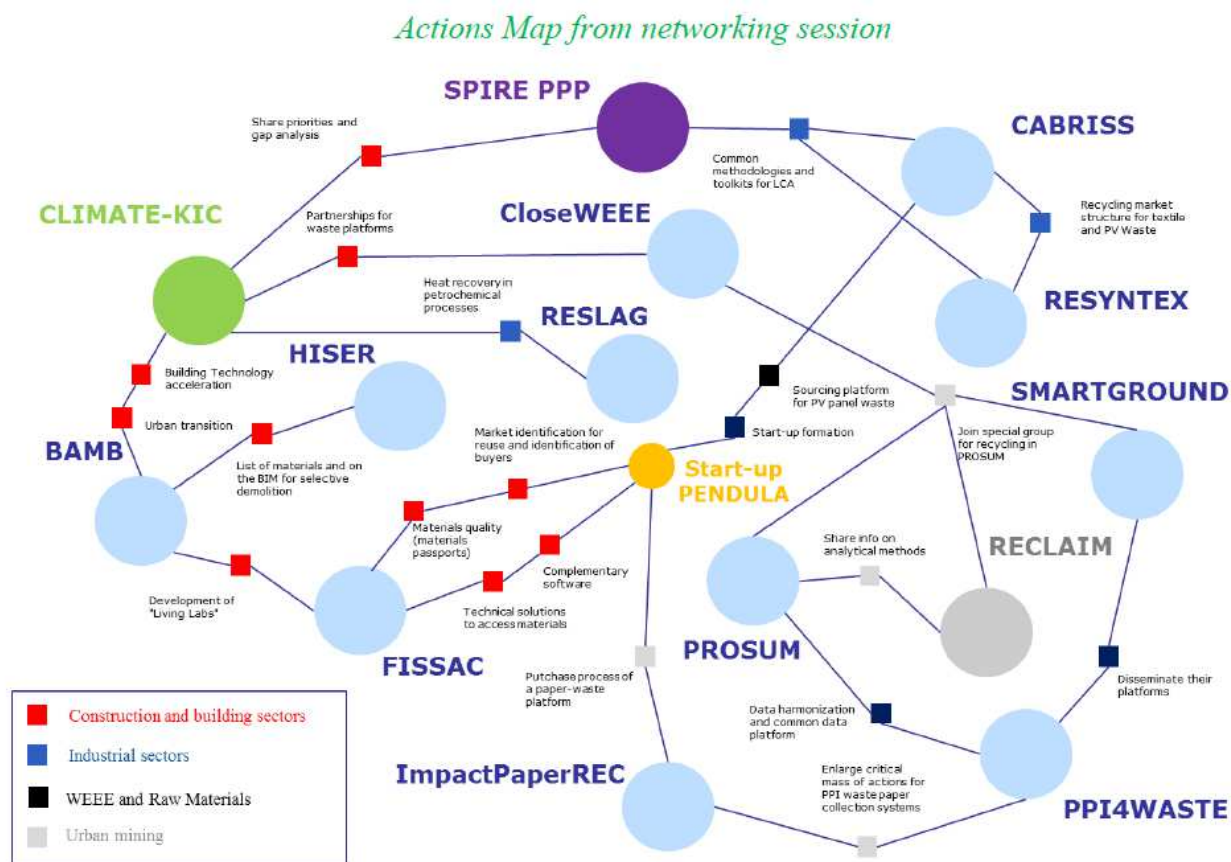 Actions Map from networking session
SPIRE PPP
CABRISS
Share priorities and
gap analysis
Common
methodologies and
toolkits for LCA
Recycling market
structure for textile
and PV Waste
CLIMATE-KIC
Partnerships for
waste platforms
CloseWEEE
Heat recovery in
petrochemical
processes
RESLAG
RESYNTEX
HISER
Building Technology
acceleration
Sourcing platform
for PV panel waste
SMARTGROUND
Urban transition
BAMB
List of materials and on
the BIM for selective
demolition
Market identification for
reuse and identification of
buyers
Start-up formation
Join special group
for recycling in
PROSUM
Start-up
PENDULA
Materials quality
(materials
passports)
Share info on
analytical methods
RECLAIM
Complementary
software
Development of
"Living Labs"
Technical solutions
to access materials
FISSAC
PROSUM
Putchase process of
a paper-waste
platform
Disseminate their
platforms
Data harmonization
and common data
platform
ImpactPaperREC
Enlarge critical
mass of actions for
PPI waste paper
collection systems
PPI4WASTE
Construction and building sectors
Industrial sectors
WEEE and Raw Materials
Urban mining